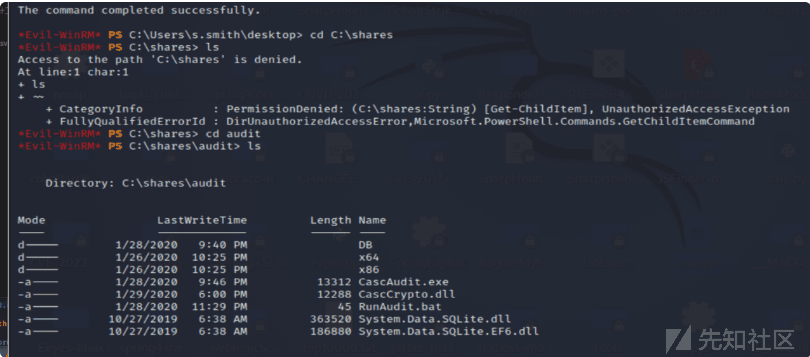 The command completed successfully.
*Evil-WinRM* PS C:\Users\s.smith\desktop> cd C:\shares
*Evil-WinRM* PS C:\shares> ls
Access to the path 'C:\shares' is denied.
At line:1 char:1
+ ls
+ ~~
+ CategoryInfo : PermissionDenied: (C:\shares:String) [Get-ChildItem], UnauthorizedAccessException
+ FullyQualifiedErrorId : DirUnauthorizedAccessError,Microsoft.PowerShell.Commands.GetChildItemCommand
*Evil-WinRM* PS C:\shares> cd audit
*Evil-WinRM* PS C:\shares\audit> ls
Directory: C:\shares\audit
Mode LastWriteTime Length Name
---- ------------- ------ ----
d----- 1/28/2020 9:40 PM DB
d----- 1/26/2020 10:25 PM x64
d----- 1/26/2020 10:25 PM x86
-a---- 1/28/2020 9:46 PM 13312 CascAudit.exe
-a---- 1/29/2020 6:00 PM 12288 CascCrypto.dll
-a---- 1/28/2020 11:29 PM 45 RunAudit.bat
-a---- 10/27/2019 6:38 AM 363520 System.Data.SQLite.dll
-a---- 10/27/2019 6:38 AM 186880 System.Data.SQLite.EF6.dll
先知社区